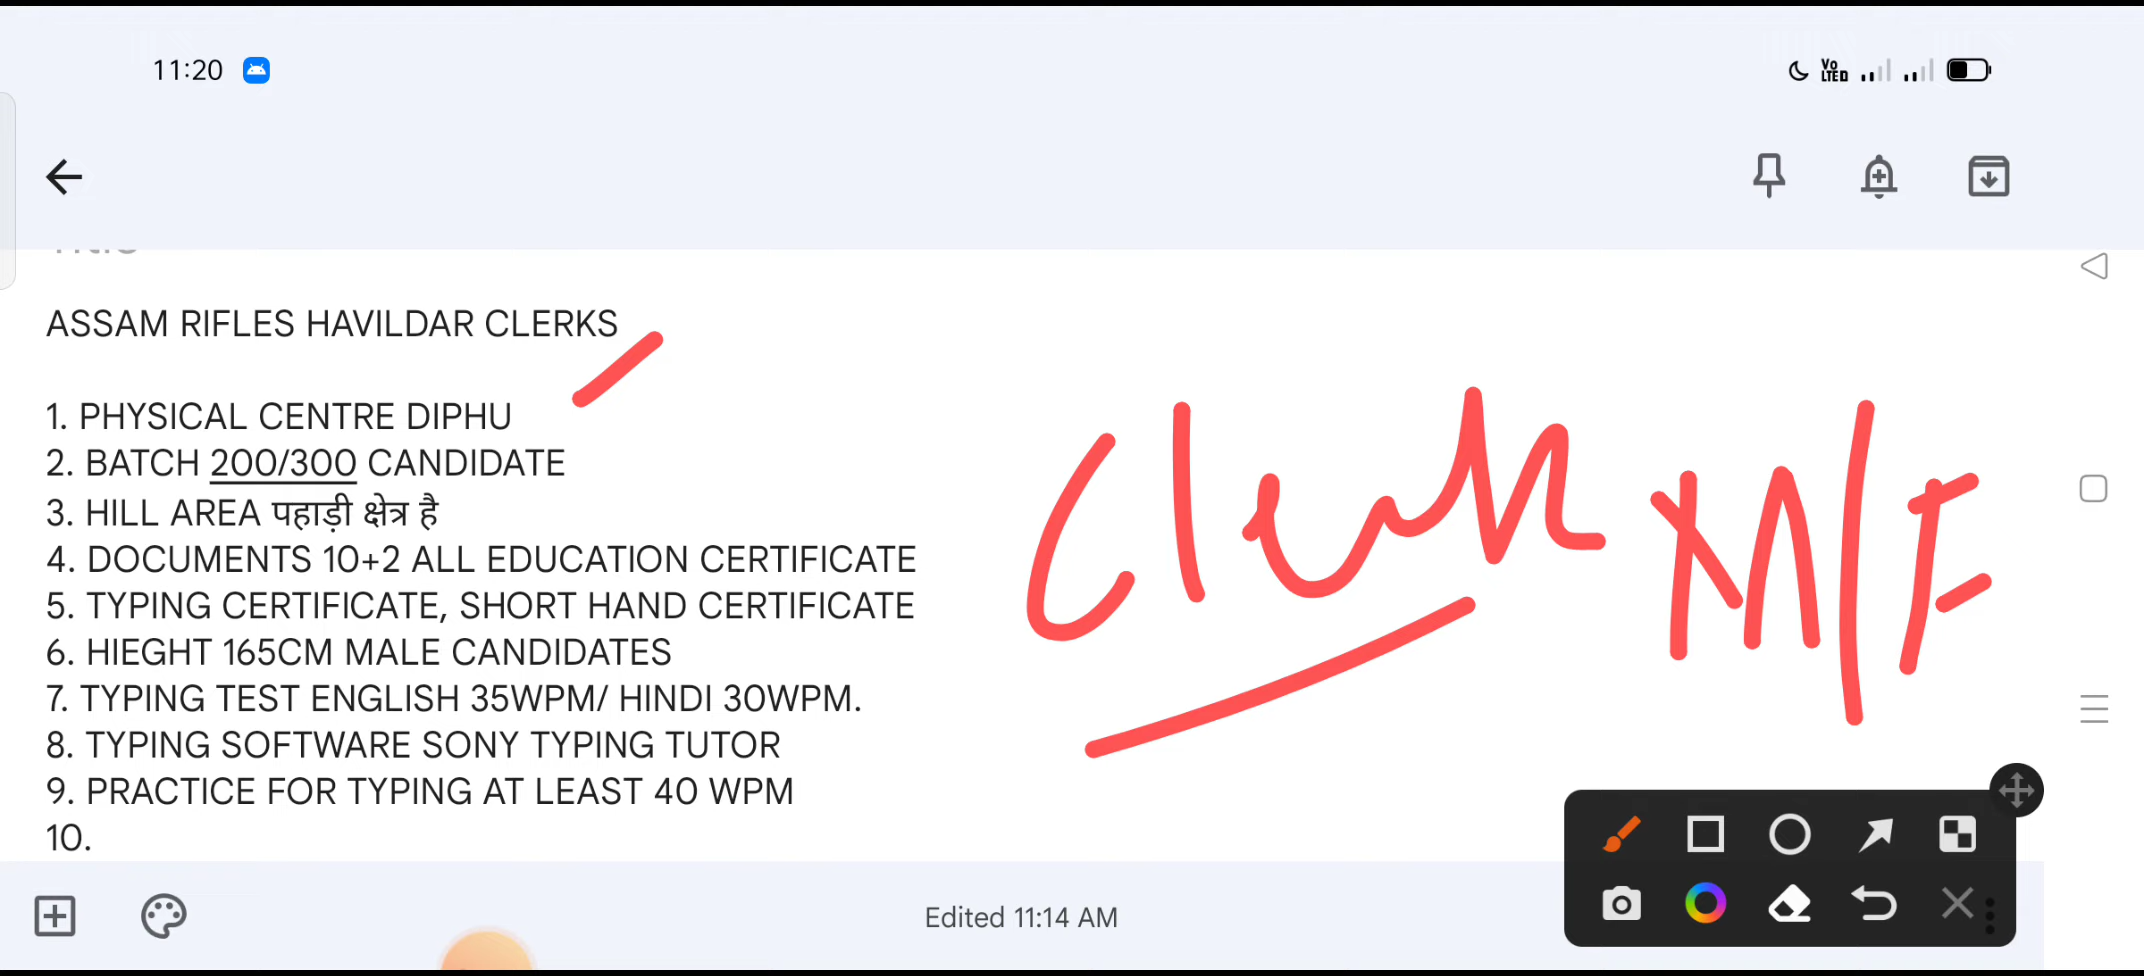 11:20
Vo LTED
ASSAM RIFLES HAVILDAR CLERKS
1. PHYSICAL CENTRE DIPHU
2. BATCH 200/300 CANDIDATE
3. HILL AREA पहाड़ी क्षेत्र है
4. DOCUMENTS 10+2 ALL EDUCATION CERTIFICATE
5. TYPING CERTIFICATE, SHORT HAND CERTIFICATE
6. HIEGHT 165CM MALE CANDIDATES
7. TYPING TEST ENGLISH 35WPM/ HINDI 30WPM.
8. TYPING SOFTWARE SONY TYPING TUTOR
9. PRACTICE FOR TYPING AT LEAST 40 WPM
10.
Clerk M/F
Edited 11:14 AM